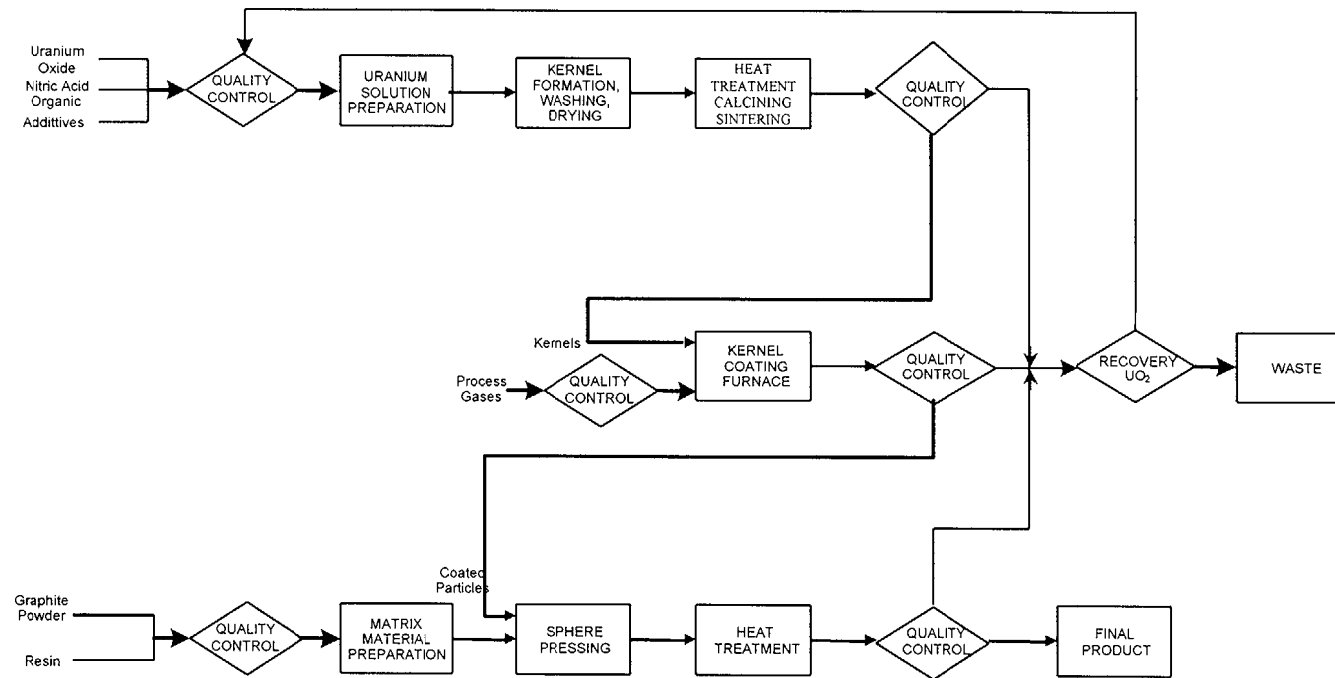 Uranium
Oxide
Nitric Acid
Organic
Addittives
QUALITY
CONTROL
URANIUM
SOLUTION
PREPARATION
KERNEL
FORMATION,
WASHING,
DRYING
HEAT
TREATMENT
CALCINING
SINTERING
QUALITY
CONTROL
Kernels
Process
Gases
QUALITY
CONTROL
KERNEL
COATING
FURNACE
QUALITY
CONTROL
RECOVERY
UO₂
WASTE
Coated
Particles
Graphite
Powder
Resin
QUALITY
CONTROL
MATRIX
MATERIAL
PREPARATION
SPHERE
PRESSING
HEAT
TREATMENT
QUALITY
CONTROL
FINAL
PRODUCT